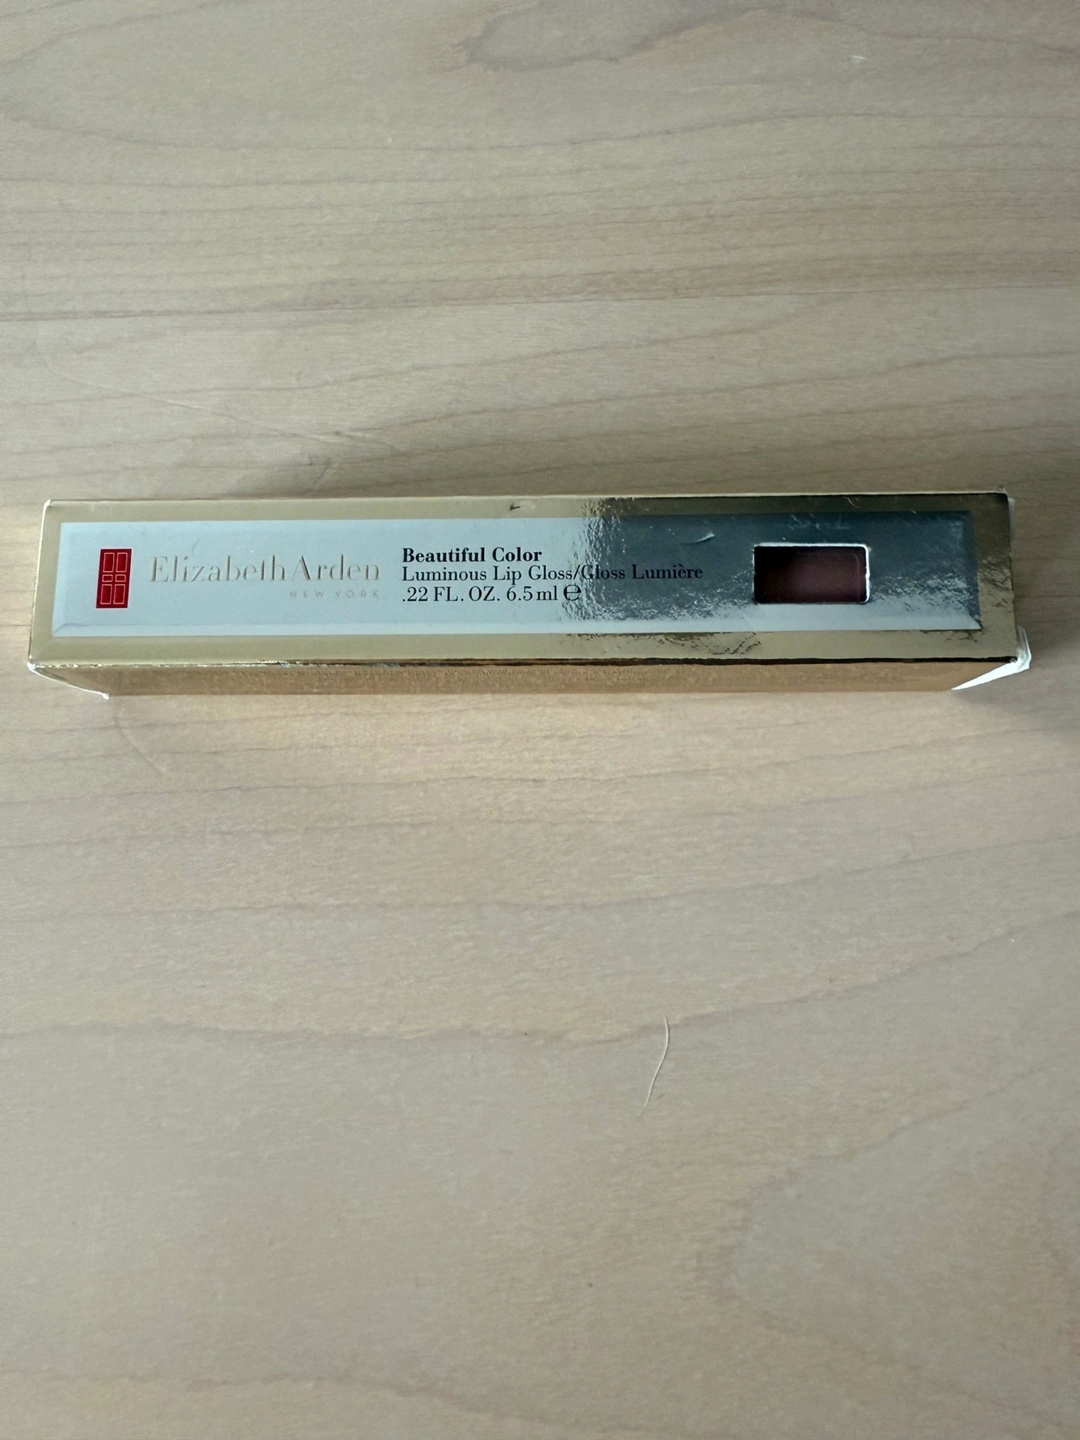 Elizabeth Arden
NEW YORK
Beautiful Color
Luminous Lip Gloss/Gloss Lumière
.22 FL. OZ. 6.5 ml ℮